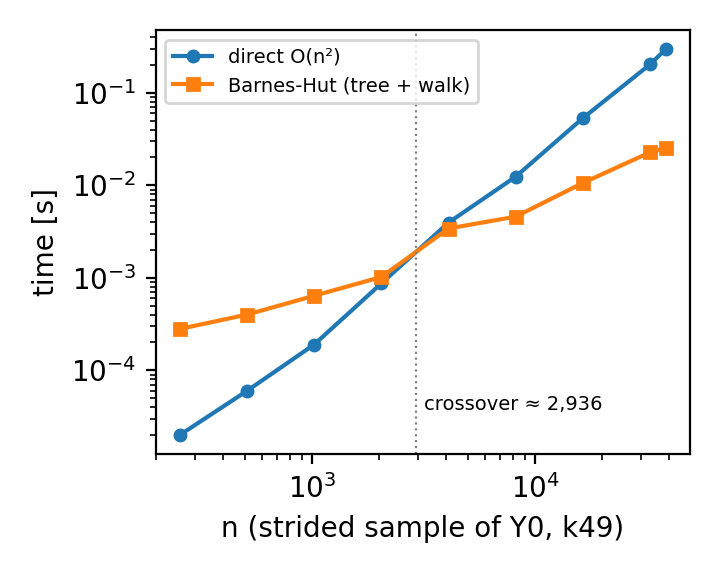 direct O(n²)
Barnes-Hut (tree + walk)
10⁻¹
10⁻²
10⁻³
10⁻⁴
time [s]
crossover ≈ 2,936
10³
10⁴
n (strided sample of Y0, k49)